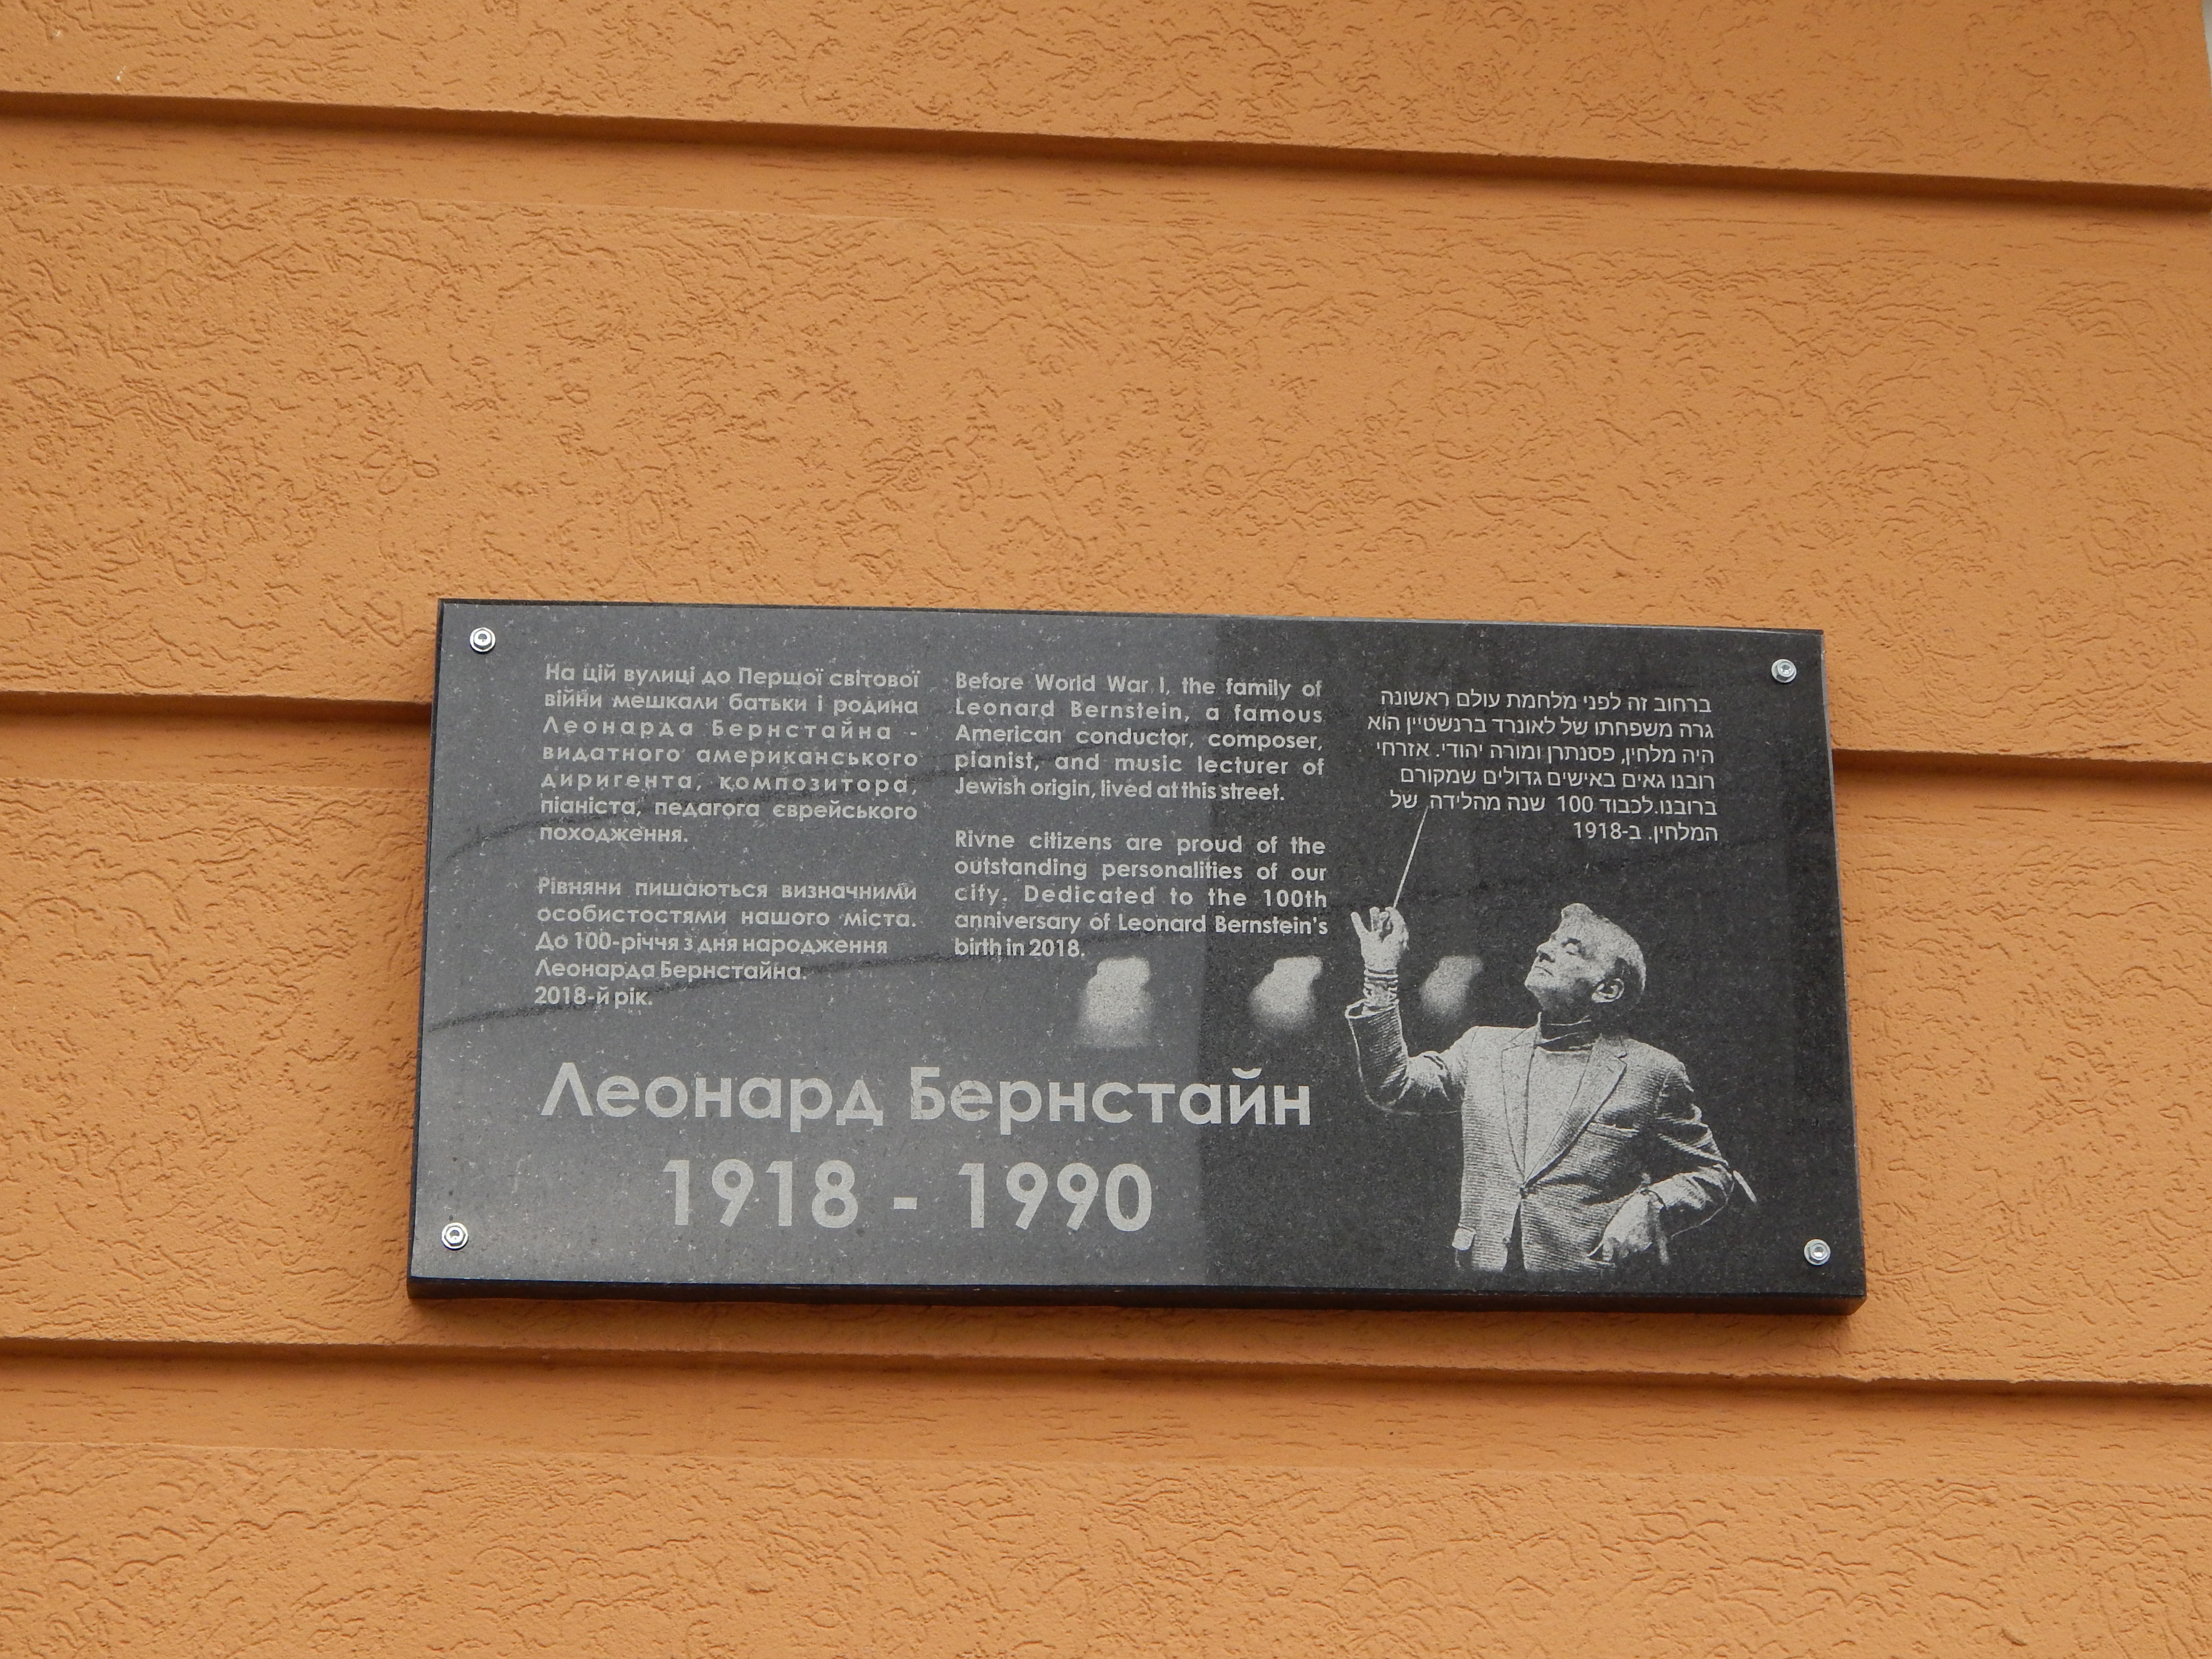 На цій вулиці до Першої світової
війни мешкали батьки і родина
Леонарда Бернстайна -
видатного американського
диригента, композитора,
піаніста, педагога єврейського
походження.
Рівняни пишаються визначними
особистостями нашого міста.
До 100-річчя з дня народження
Леонарда Бернстайна.
2018-й рік.
Before World War I, the family of
Leonard Bernstein, a famous
American conductor, composer,
pianist, and music lecturer of
Jewish origin, lived at this street.
Rivne citizens are proud of the
outstanding personalities of our
city. Dedicated to the 100th
anniversary of Leonard Bernstein's
birth in 2018.
ברחוב זה לפני מלחמת עולם ראשונה
גרה משפחתו של לאונרד ברנשטיין הוא
היה מלחין, פסנתרן ומורה יהודי. אזרחי
רובנו גאים באישים גדולים שמקורם
ברובנו.לכבוד 100 שנה מהלידה של
המלחין. ב-1918
Леонард Бернстайн
1918 - 1990